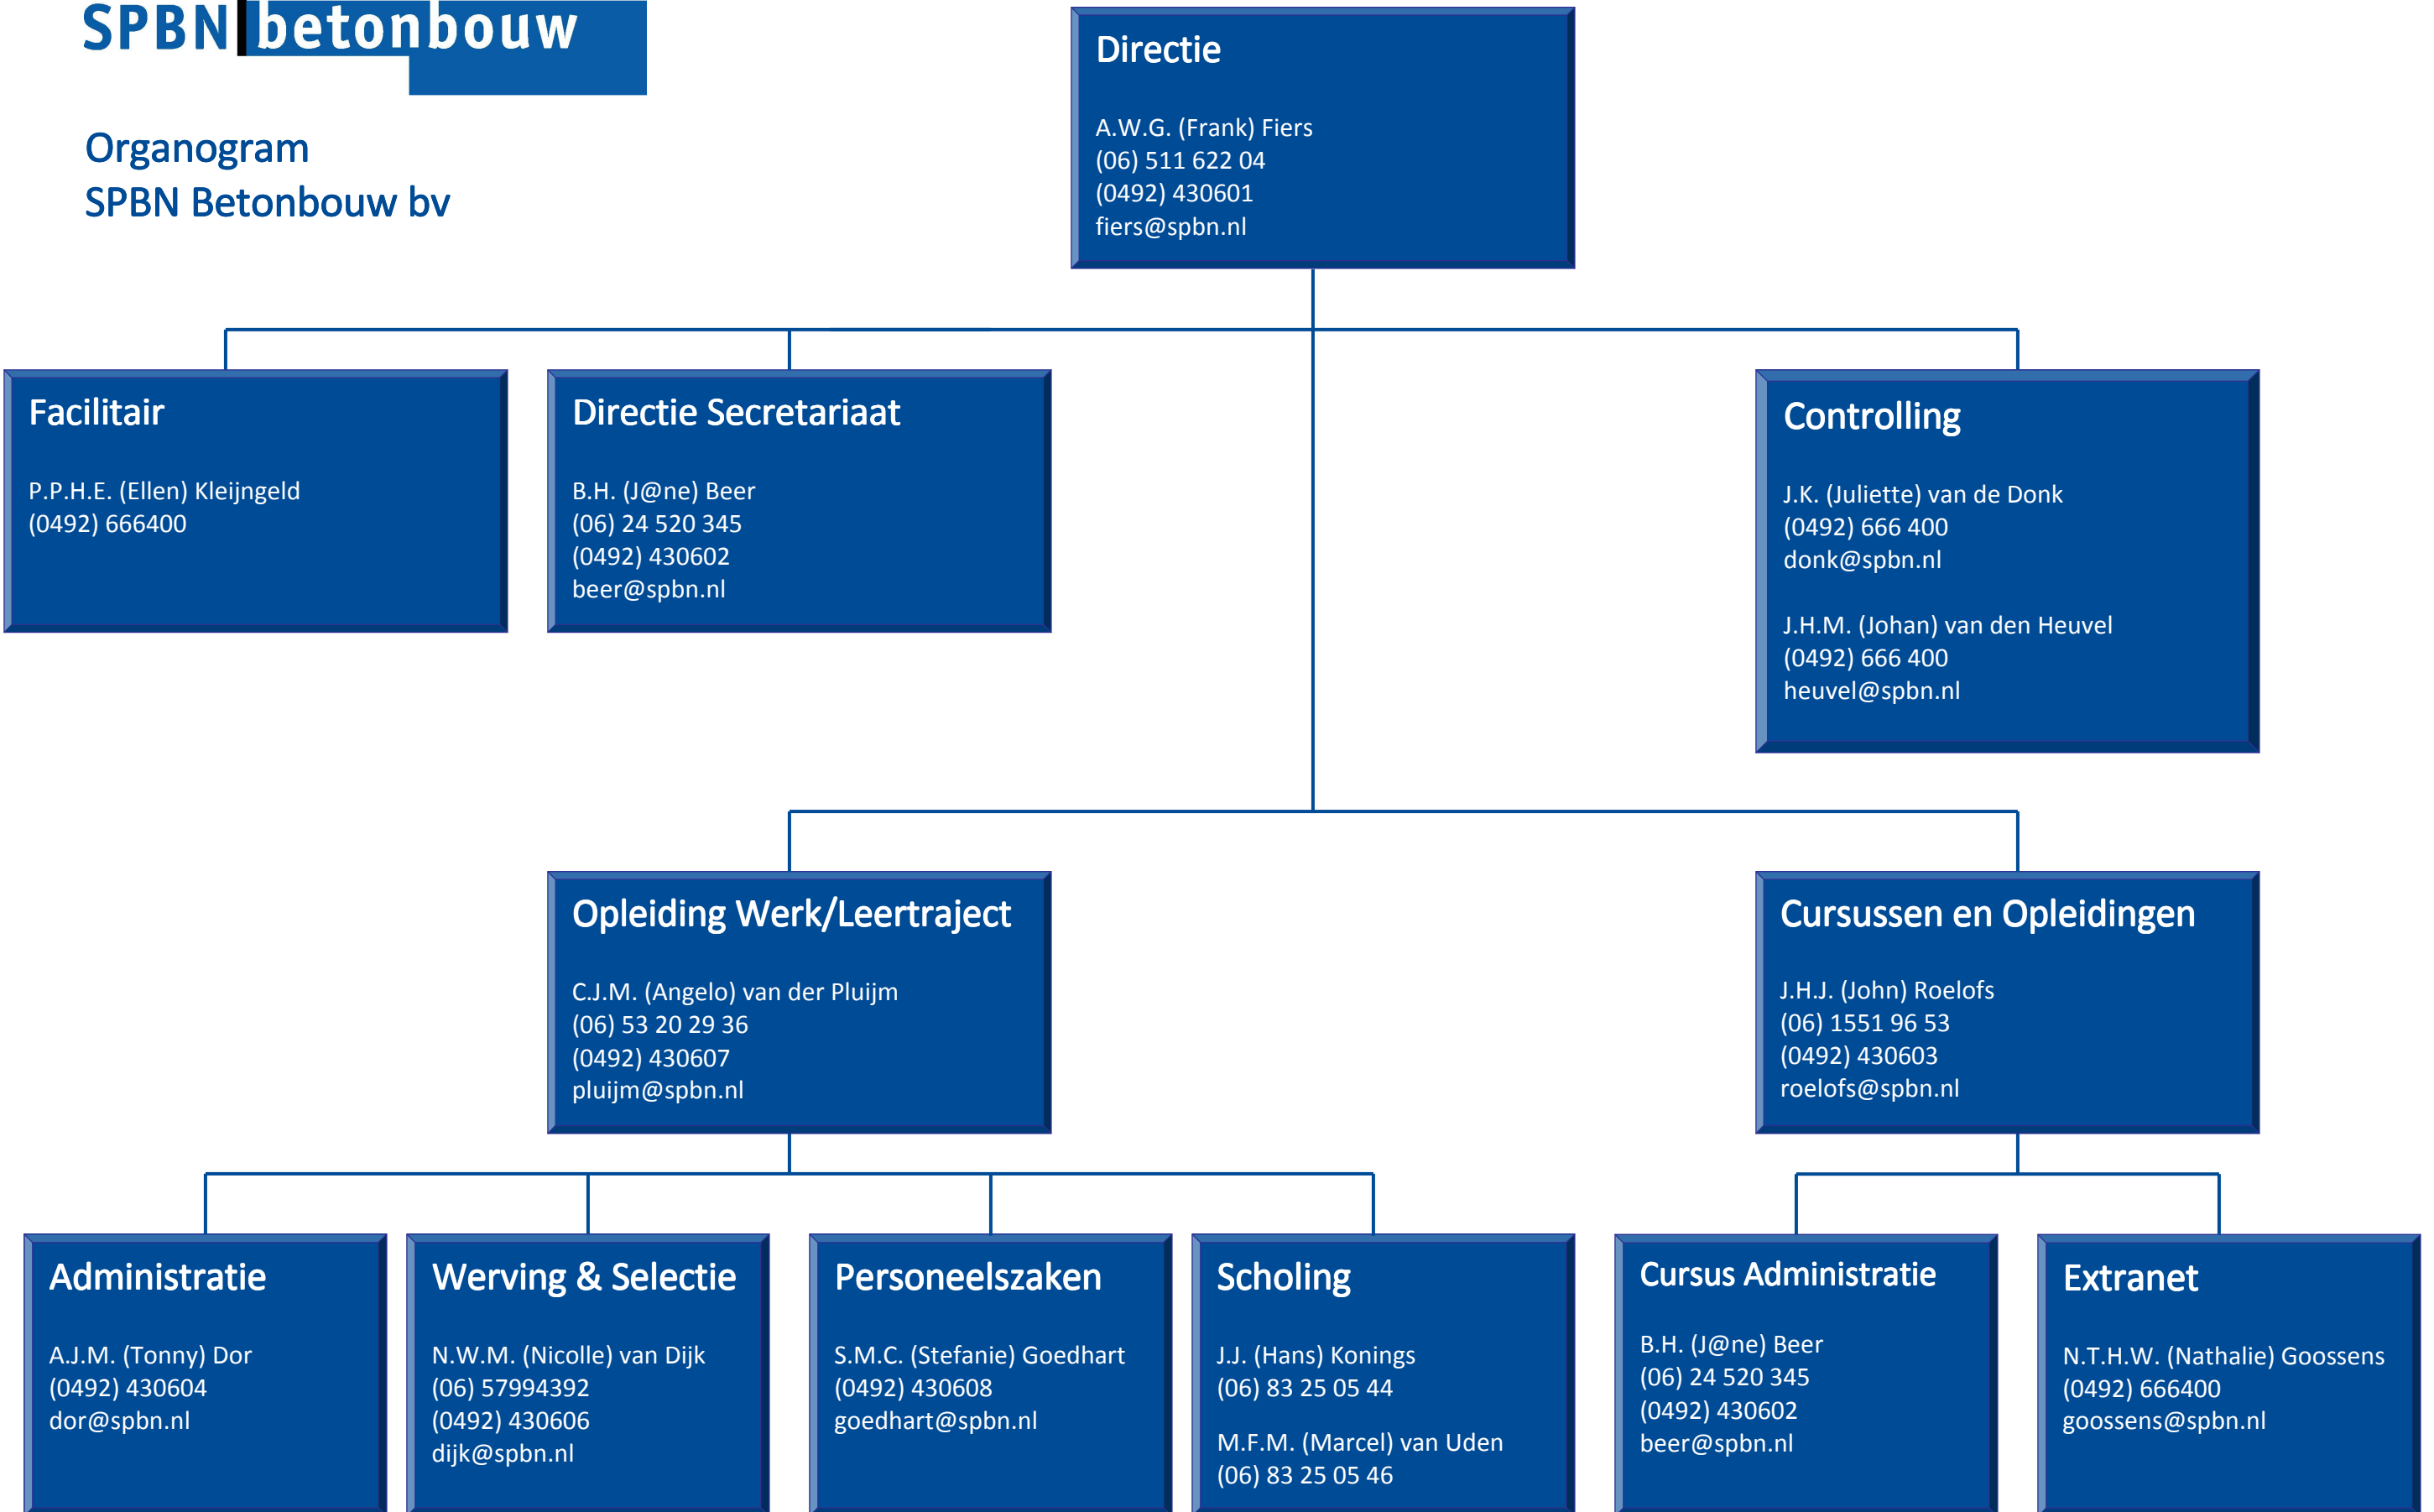 SPBN betonbouw
Organogram
SPBN Betonbouw bv
Directie
A.W.G. (Frank) Fiers
(06) 511 622 04
(0492) 430601
fiers@spbn.nl
Facilitair
P.P.H.E. (Ellen) Kleijngeld
(0492) 666400
Directie Secretariaat
B.H. (J@ne) Beer
(06) 24 520 345
(0492) 430602
beer@spbn.nl
Controlling
J.K. (Juliette) van de Donk
(0492) 666 400
donk@spbn.nl
J.H.M. (Johan) van den Heuvel
(0492) 666 400
heuvel@spbn.nl
Opleiding Werk/Leertraject
C.J.M. (Angelo) van der Pluijm
(06) 53 20 29 36
(0492) 430607
pluijm@spbn.nl
Cursussen en Opleidingen
J.H.J. (John) Roelofs
(06) 1551 96 53
(0492) 430603
roelofs@spbn.nl
Administratie
A.J.M. (Tonny) Dor
(0492) 430604
dor@spbn.nl
Werving & Selectie
N.W.M. (Nicolle) van Dijk
(06) 57994392
(0492) 430606
dijk@spbn.nl
Personeelszaken
S.M.C. (Stefanie) Goedhart
(0492) 430608
goedhart@spbn.nl
Scholing
J.J. (Hans) Konings
(06) 83 25 05 44
M.F.M. (Marcel) van Uden
(06) 83 25 05 46
Cursus Administratie
B.H. (J@ne) Beer
(06) 24 520 345
(0492) 430602
beer@spbn.nl
Extranet
N.T.H.W. (Nathalie) Goossens
(0492) 666400
goossens@spbn.nl